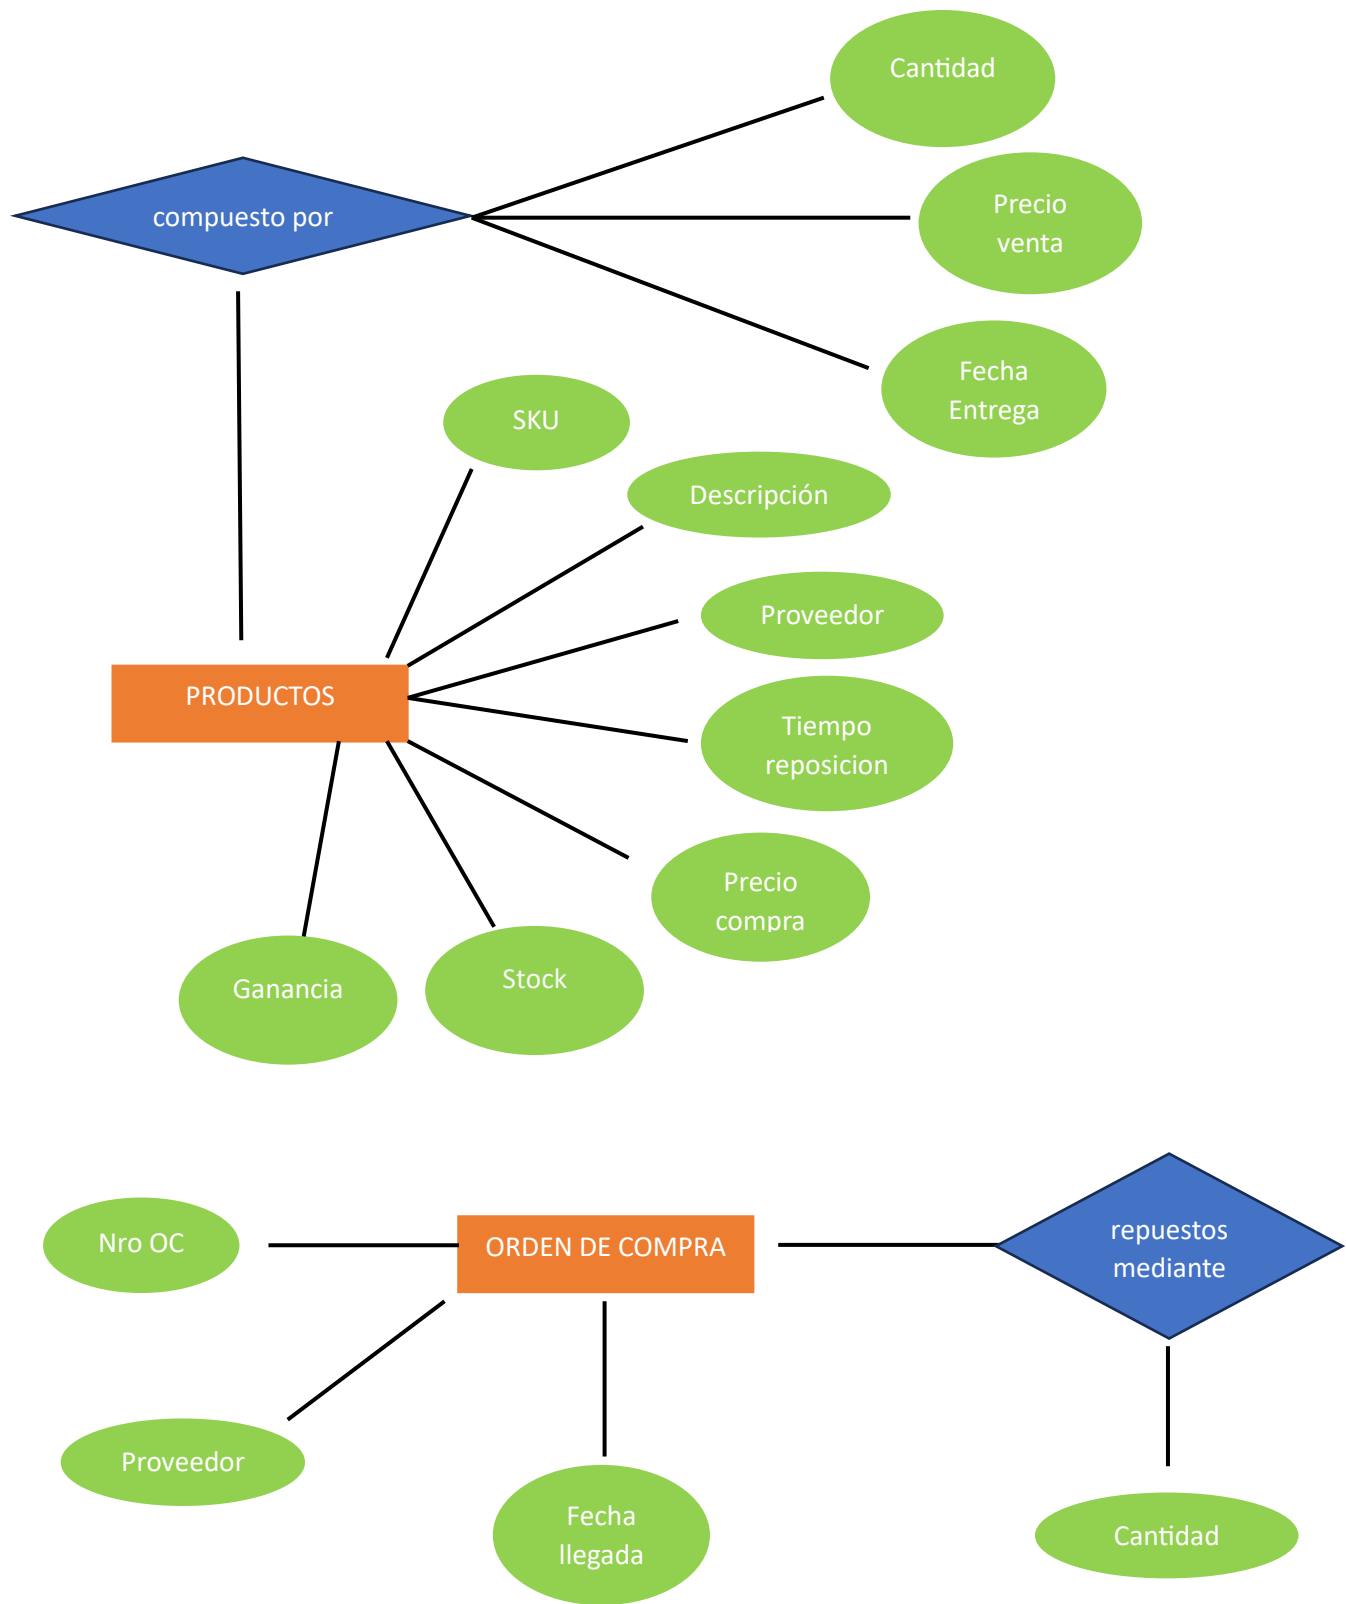 Cantidad
compuesto por
Precio
venta
Fecha
Entrega
SKU
Descripción
Proveedor
PRODUCTOS
Tiempo
reposicion
Precio
compra
Ganancia
Stock
Nro OC
ORDEN DE COMPRA
repuestos
mediante
Proveedor
Fecha
llegada
Cantidad